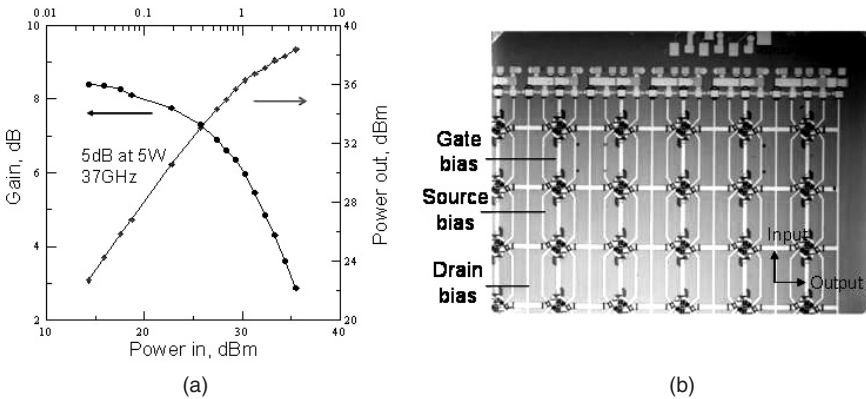 0.01 0.1 1 10
10 8 6 4 2
Gain, dB
5dB at 5W
37GHz
40 38 36 34 32 30 28 26 24 22 20
Power out, dBm
10 20 30 40
Power in, dBm
(a)
Gate
bias
Source
bias
Drain
bias
Input
Output
(b)